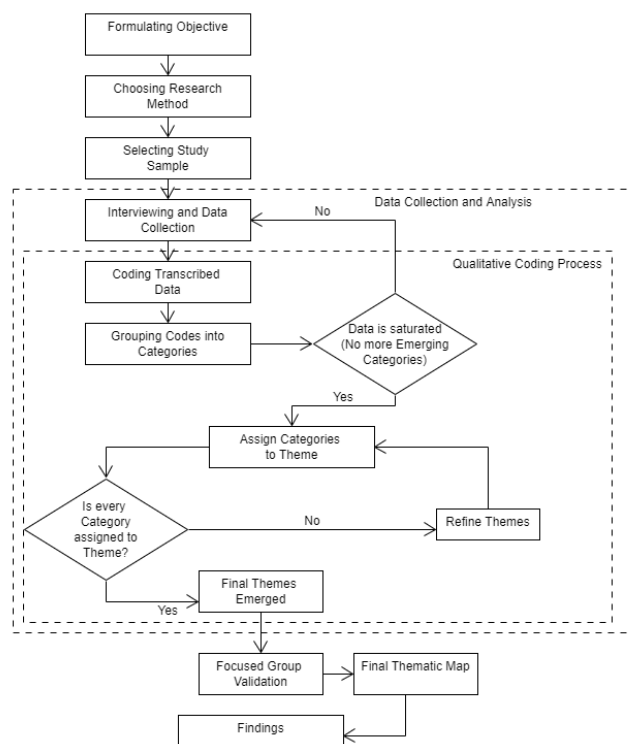 Formulating Objective
Choosing Research
Method
Selecting Study
Sample
Data Collection and Analysis
Interviewing and Data
Collection
No
Qualitative Coding Process
Coding Transcribed
Data
Grouping Codes into
Categories
Data is saturated
(No more Emerging
Categories)
Yes
Assign Categories
to Theme
Is every
Category
assigned to
Theme?
No
Refine Themes
Yes
Final Themes
Emerged
Focused Group
Validation
Final Thematic Map
Findings